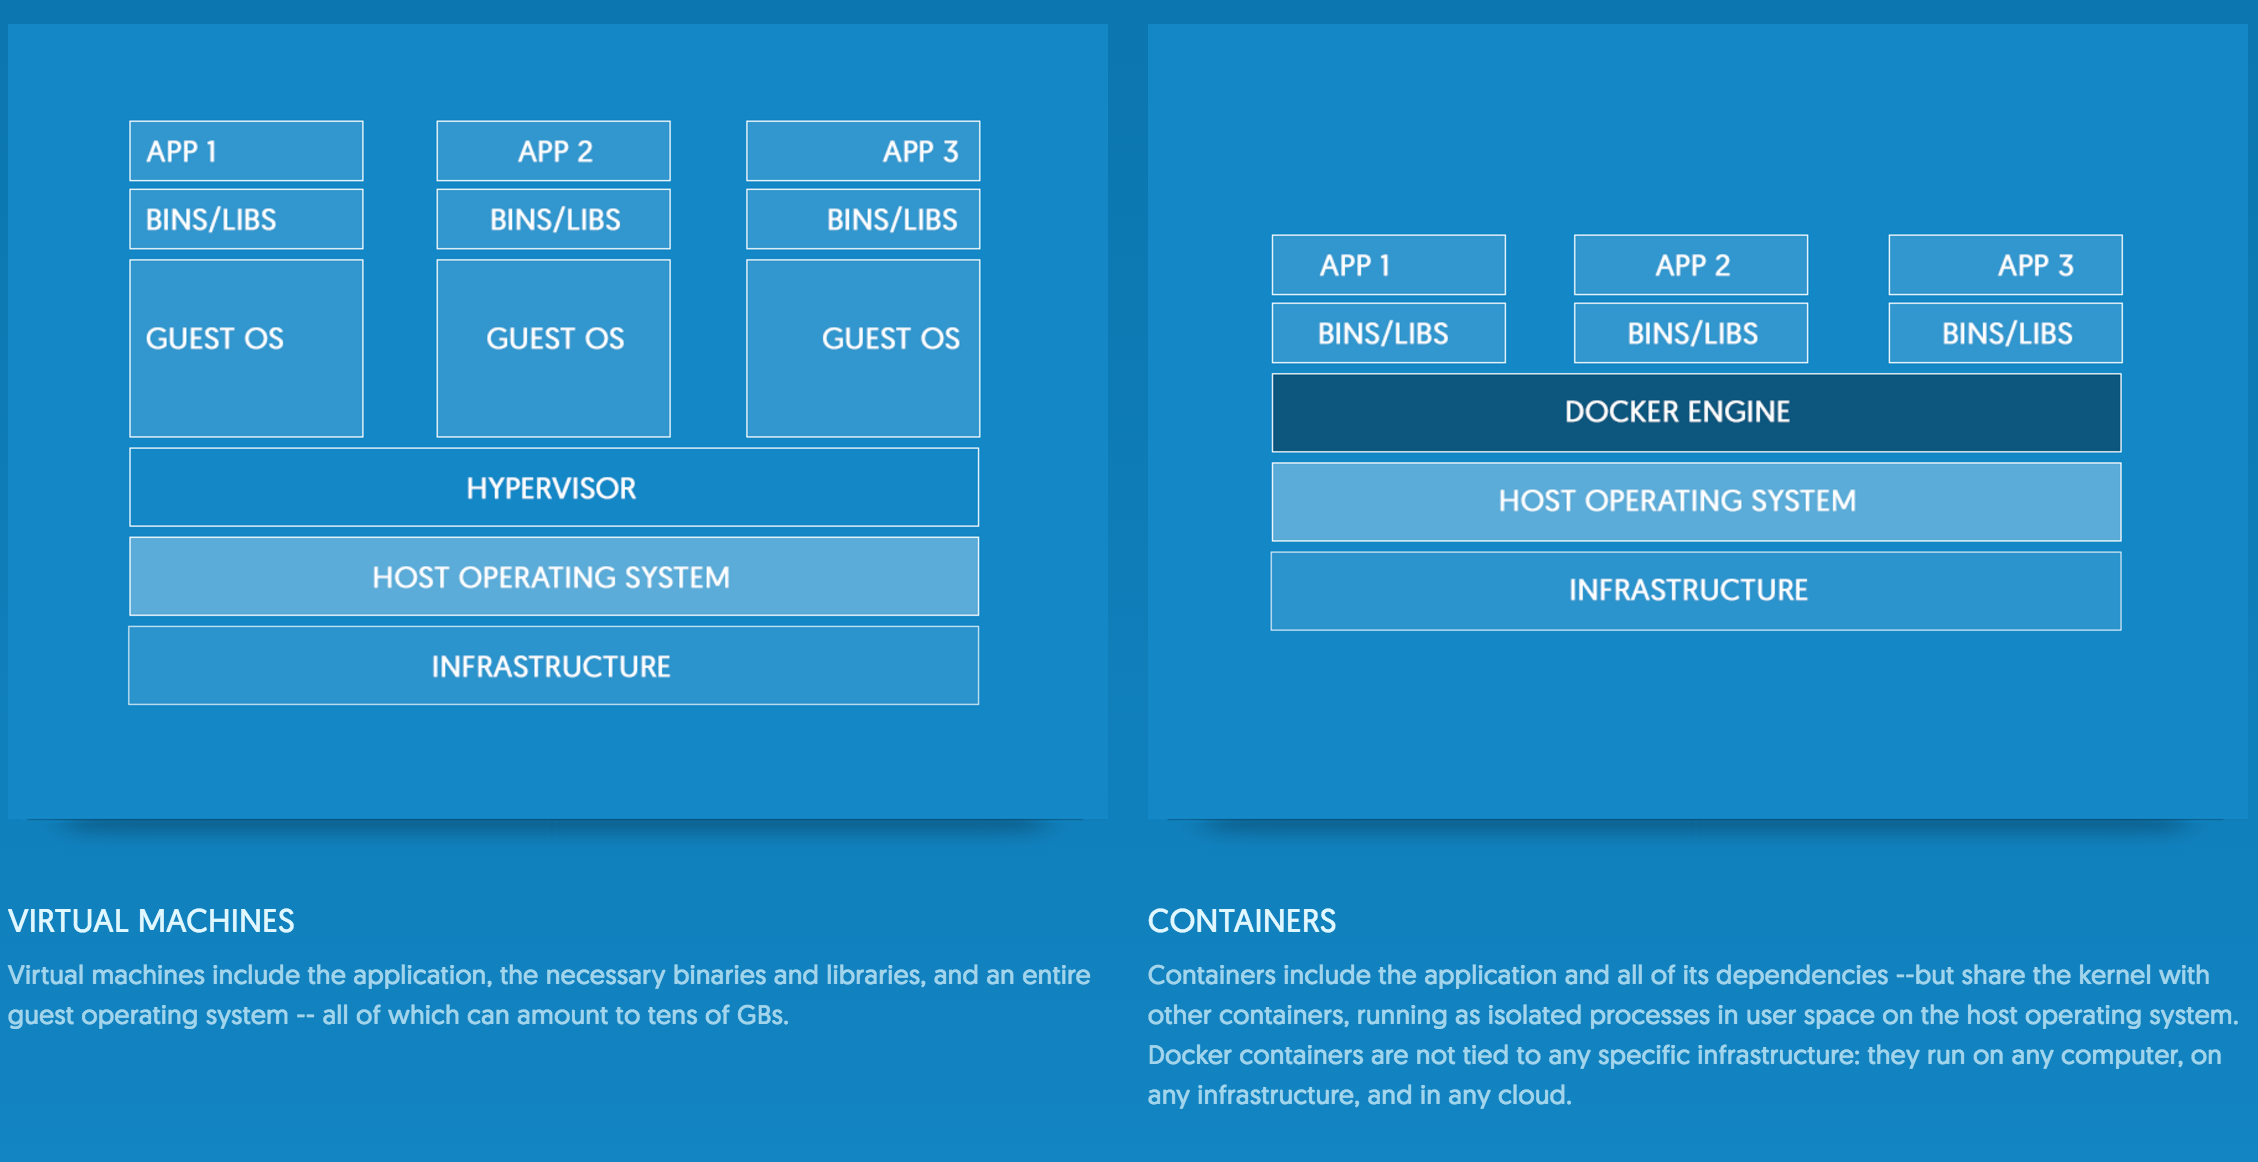 APP 1
APP 2
APP 3
BINS/LIBS
BINS/LIBS
BINS/LIBS
GUEST OS
GUEST OS
GUEST OS
HYPERVISOR
HOST OPERATING SYSTEM
INFRASTRUCTURE
VIRTUAL MACHINES
Virtual machines include the application, the necessary binaries and libraries, and an entire
guest operating system -- all of which can amount to tens of GBs.
APP 1
APP 2
APP 3
BINS/LIBS
BINS/LIBS
BINS/LIBS
DOCKER ENGINE
HOST OPERATING SYSTEM
INFRASTRUCTURE
CONTAINERS
Containers include the application and all of its dependencies --but share the kernel with
other containers, running as isolated processes in user space on the host operating system.
Docker containers are not tied to any specific infrastructure: they run on any computer, on
any infrastructure, and in any cloud.